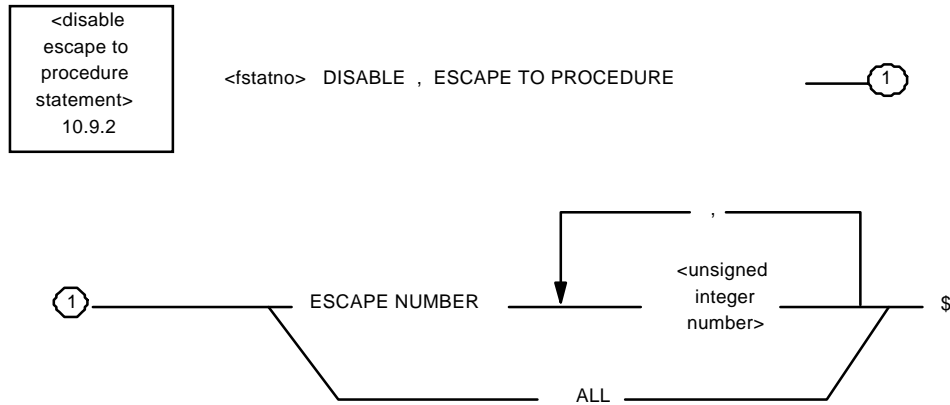 <disable
escape to
procedure
statement>
10.9.2
<fstatno> DISABLE , ESCAPE TO PROCEDURE
1
,
1
ESCAPE NUMBER
<unsigned
integer
number>
$
ALL